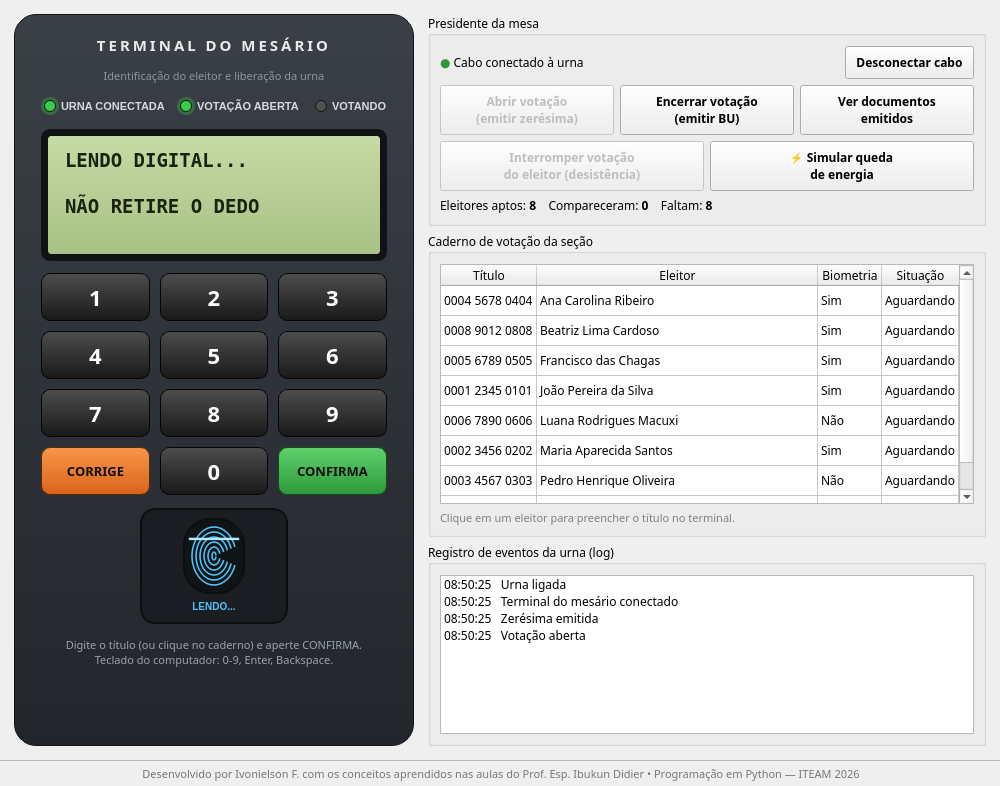 TERMINAL DO MESÁRIO
Identificação do eleitor e liberação da urna
URNA CONECTADA VOTAÇÃO ABERTA VOTANDO
LENDO DIGITAL...
NÃO RETIRE O DEDO
1 2 3
4 5 6
7 8 9
CORRIGE 0 CONFIRMA
LENDO...
Digite o título (ou clique no caderno) e aperte CONFIRMA.
Teclado do computador: 0-9, Enter, Backspace.
Presidente da mesa
Cabo conectado à urna Desconectar cabo
Abrir votação
(emitir zerésima)
Encerrar votação
(emitir BU)
Ver documentos
emitidos
Interromper votação
do eleitor (desistência)
⚡ Simular queda
de energia
Eleitores aptos: 8 Compareceram: 0 Faltam: 8
Caderno de votação da seção
Título Eleitor Biometria Situação
0004 5678 0404 Ana Carolina Ribeiro Sim Aguardando
0008 9012 0808 Beatriz Lima Cardoso Sim Aguardando
0005 6789 0505 Francisco das Chagas Sim Aguardando
0001 2345 0101 João Pereira da Silva Sim Aguardando
0006 7890 0606 Luana Rodrigues Macuxi Não Aguardando
0002 3456 0202 Maria Aparecida Santos Sim Aguardando
0003 4567 0303 Pedro Henrique Oliveira Não Aguardando
Clique em um eleitor para preencher o título no terminal.
Registro de eventos da urna (log)
08:50:25 Urna ligada
08:50:25 Terminal do mesário conectado
08:50:25 Zerésima emitida
08:50:25 Votação aberta
Desenvolvido por Ivonielson F. com os conceitos aprendidos nas aulas do Prof. Esp. Ibukun Didier • Programação em Python — ITEAM 2026